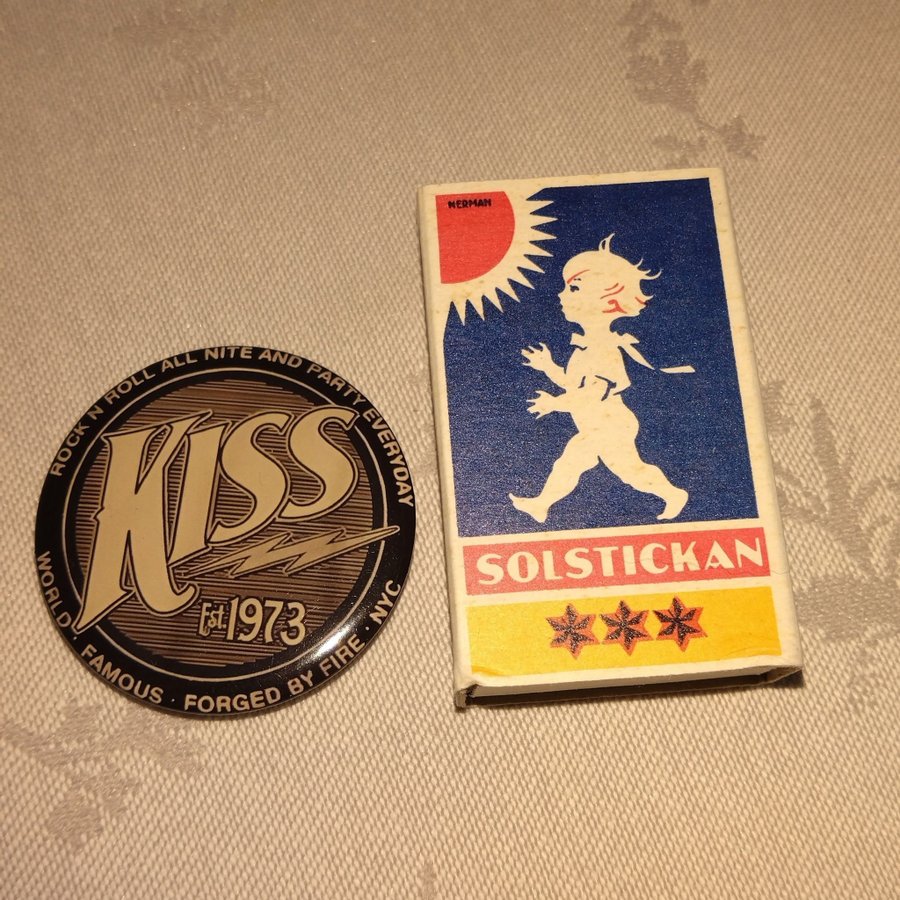 ROCK'N ROLL ALL NITE AND PARTY EVERYDAY
KISS
Est. 1973
WORLD FAMOUS · FORGED BY FIRE · NYC
NERMAN
SOLSTICKAN